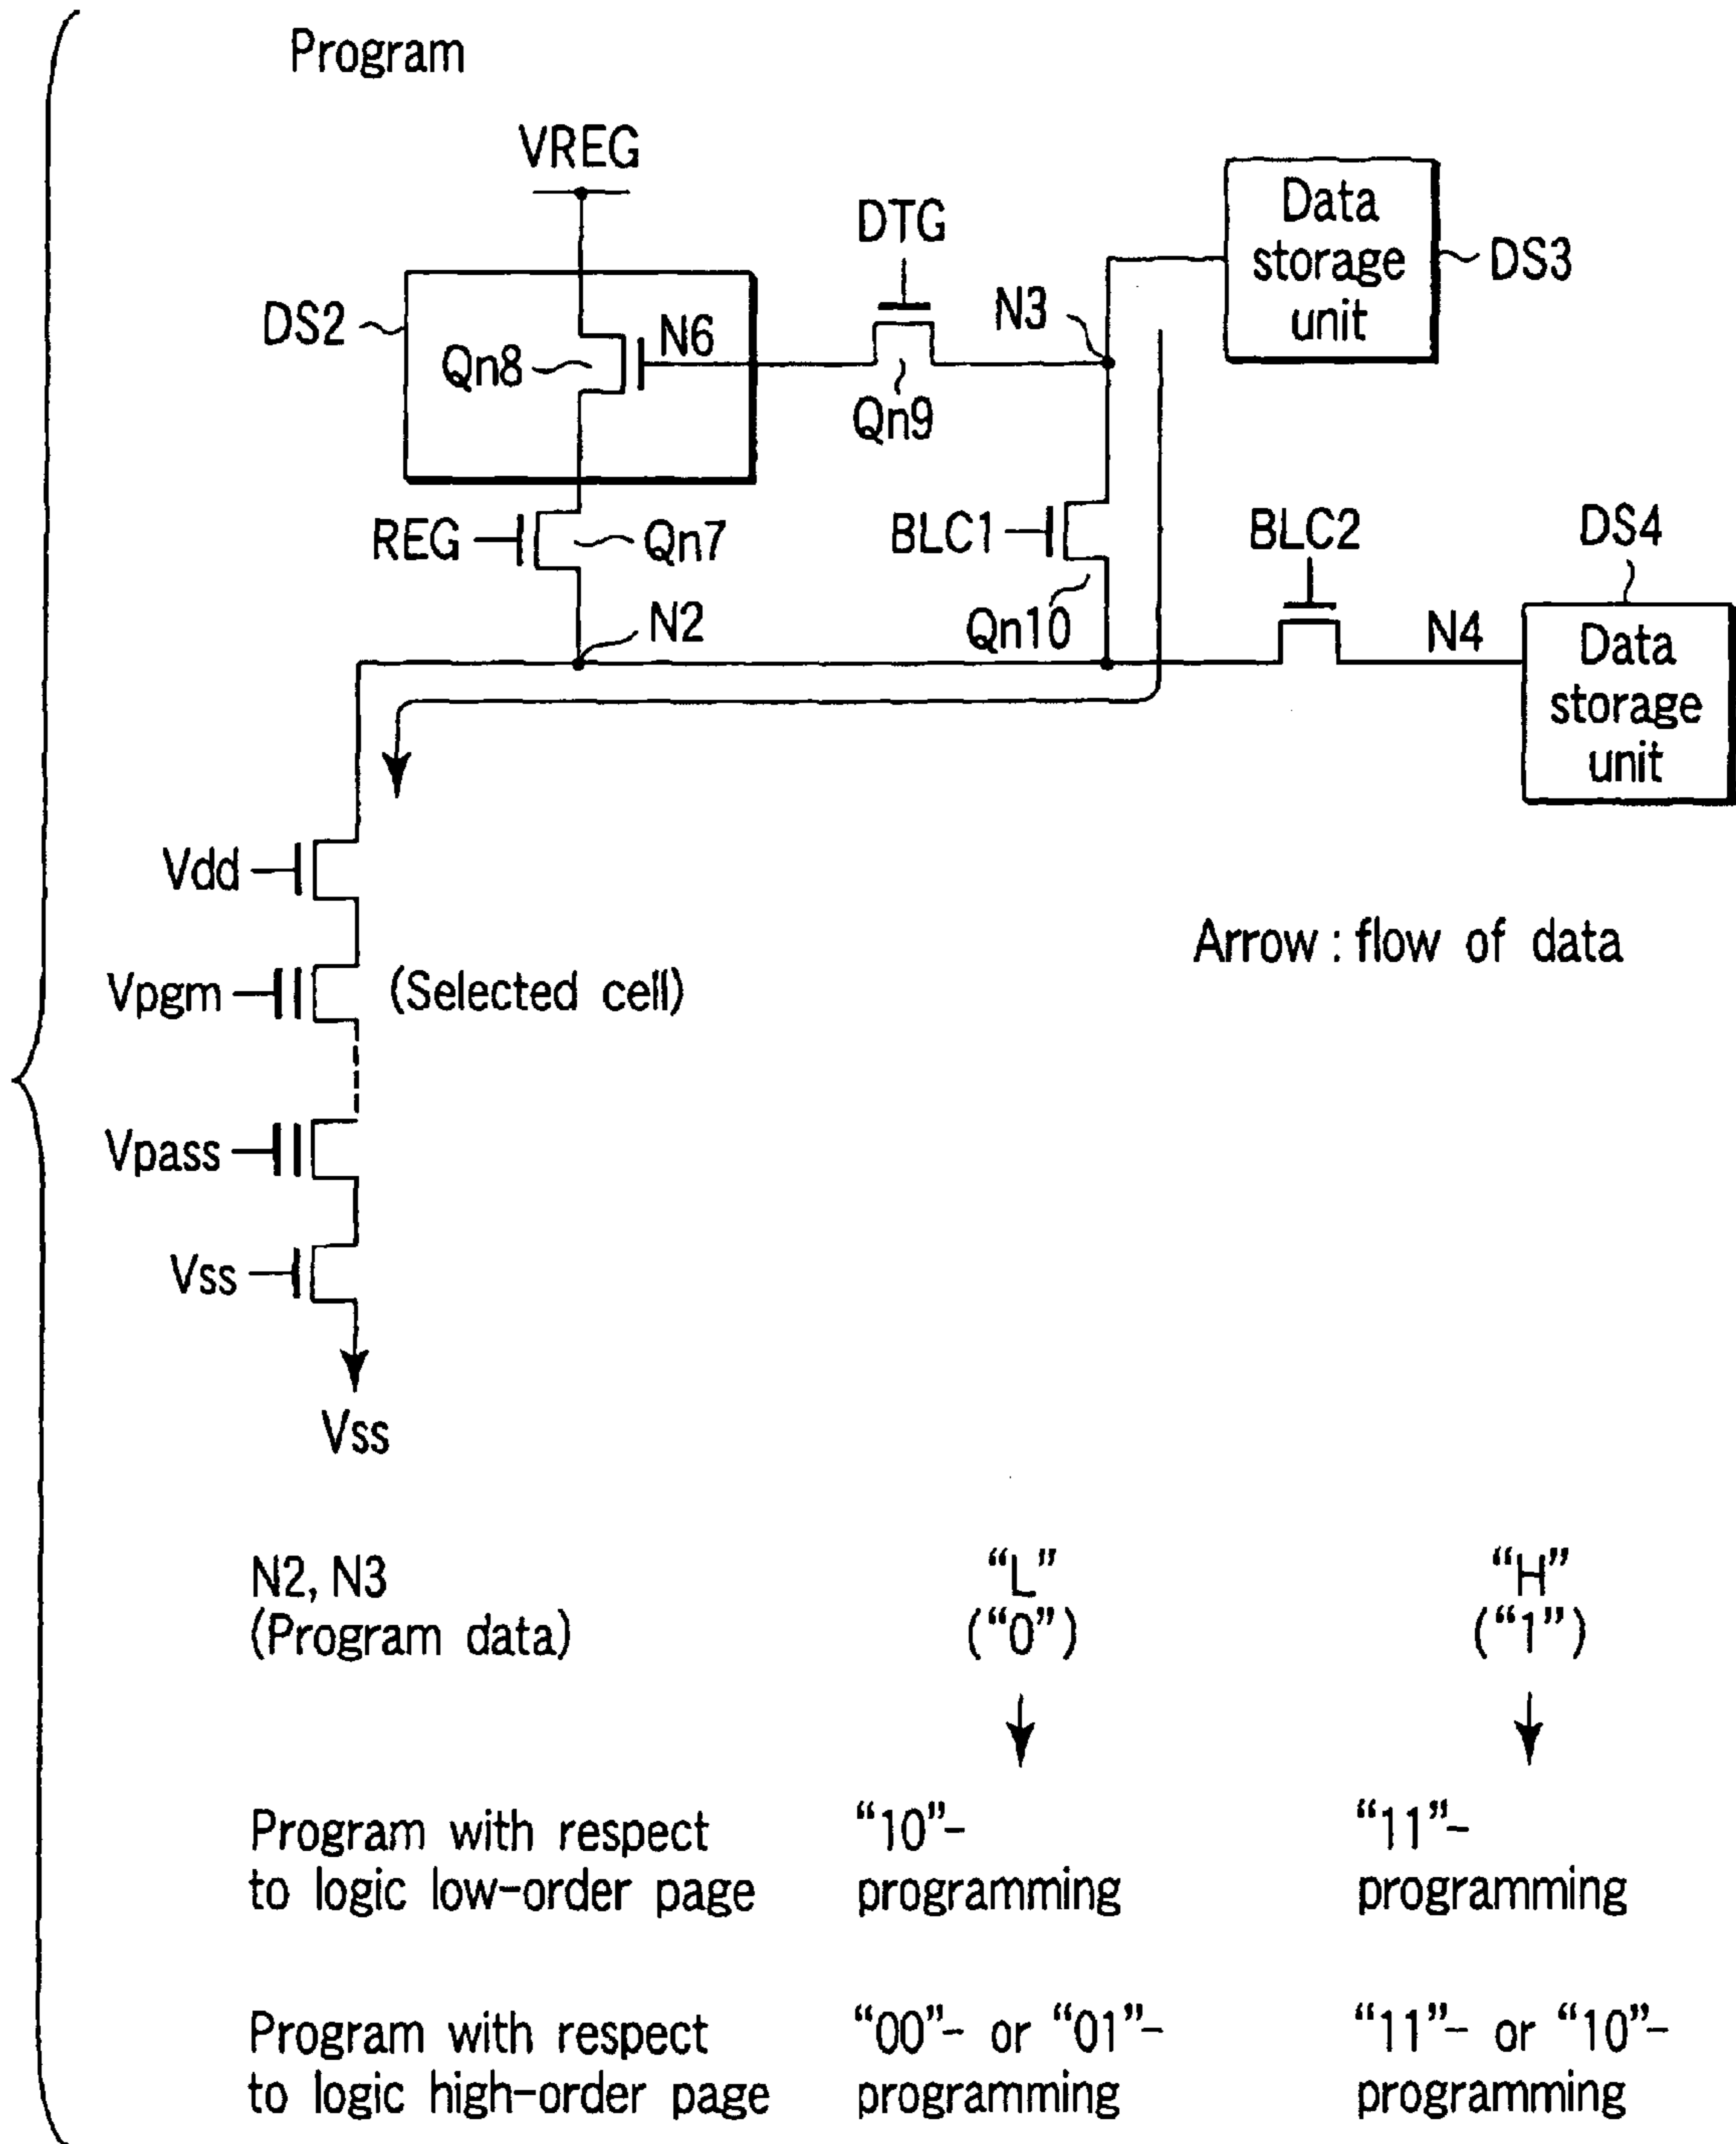 Program
VREG
DTG
Data
storage
unit
DS3
DS2
N6
N3
Qn8
Qn9
REG
Qn7
BLC1
BLC2
DS4
N2
Qn10
N4
Data
storage
unit
Vdd
Arrow : flow of data
Vpgm
(Selected cell)
Vpass
Vss
Vss
N2, N3 “L” “H”
(Program data) (“0”) (“1”)
Program with respect “10”- “11”-
to logic low-order page programming programming
Program with respect “00”- or “01”- “11”- or “10”-
to logic high-order page programming programming